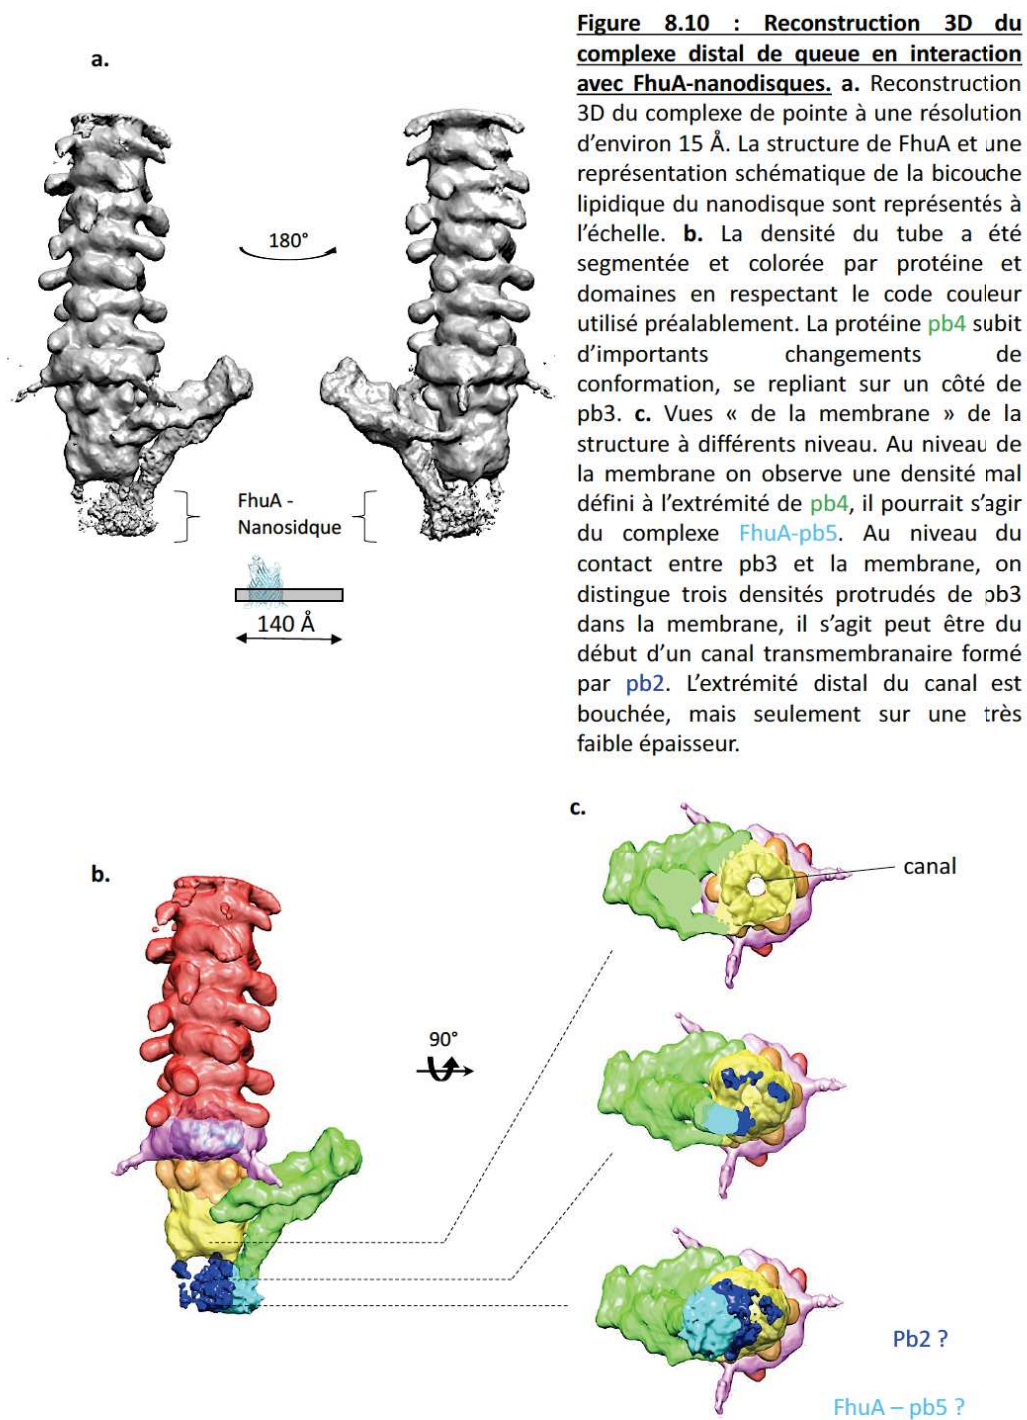 a.
180°
FhuA -
Nanosidque
140 Å
Figure 8.10 : Reconstruction 3D du
complexe distal de queue en interaction
avec FhuA-nanodisques. a. Reconstruction
3D du complexe de pointe à une résolution
d'environ 15 Å. La structure de FhuA et une
représentation schématique de la bicouche
lipidique du nanodisque sont représentés à
l'échelle. b. La densité du tube a été
segmentée et colorée par protéine et
domaines en respectant le code couleur
utilisé préalablement. La protéine pb4 subit
d'importants changements de
conformation, se repliant sur un côté de
pb3. c. Vues « de la membrane » de la
structure à différents niveau. Au niveau de
la membrane on observe une densité mal
défini à l'extrémité de pb4, il pourrait s'agir
du complexe FhuA-pb5. Au niveau du
contact entre pb3 et la membrane, on
distingue trois densités protrudés de pb3
dans la membrane, il s'agit peut être du
début d'un canal transmembranaire formé
par pb2. L'extrémité distal du canal est
bouchée, mais seulement sur une très
faible épaisseur.
b.
90°
c.
canal
Pb2 ?
FhuA – pb5 ?